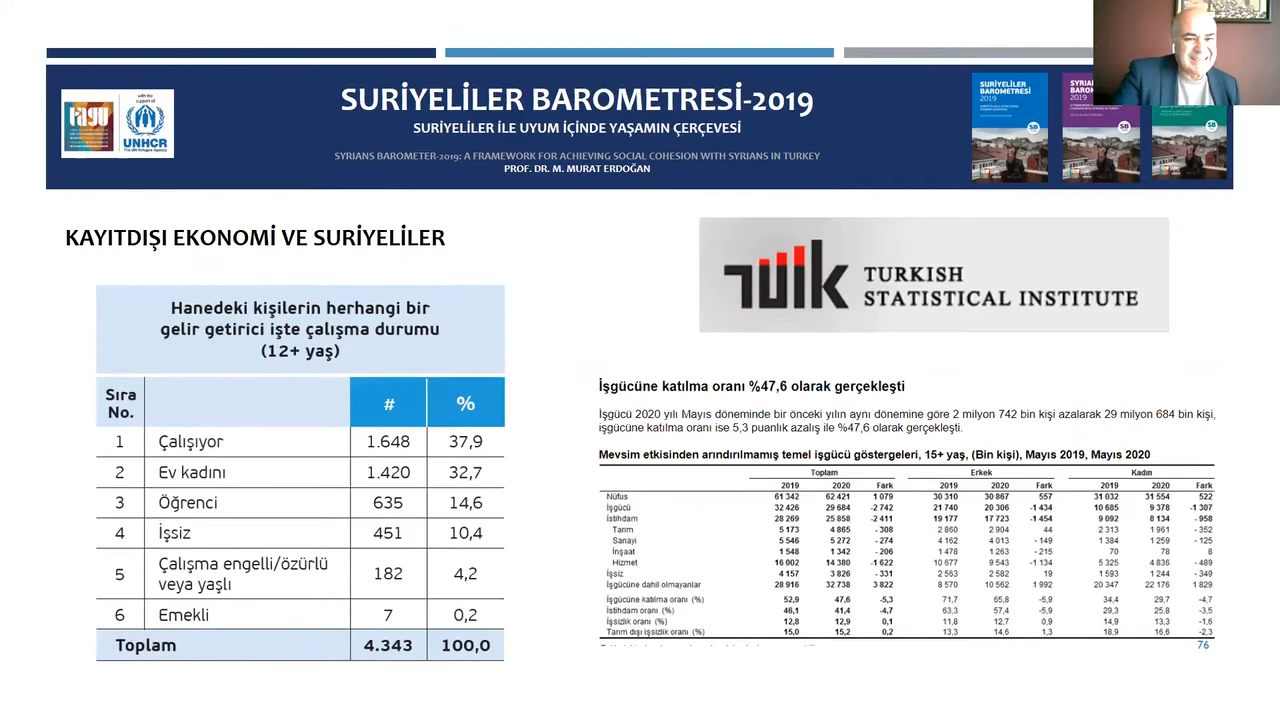 tagu
with the
support of
UNHCR
The UN Refugee Agency
SURİYELİLER BAROMETRESİ-2019
SURİYELİLER İLE UYUM İÇİNDE YAŞAMIN ÇERÇEVESİ
SYRIANS BAROMETER-2019: A FRAMEWORK FOR ACHIEVING SOCIAL COHESION WITH SYRIANS IN TURKEY
PROF. DR. M. MURAT ERDOĞAN
SURİYELİLER
BAROMETRESİ
2019
SB
2019
SB
SB
KAYITDIŞI EKONOMİ VE SURİYELİLER
Hanedeki kişilerin herhangi bir
gelir getirici işte çalışma durumu
(12+ yaş)
Sıra
No.
# %
1 Çalışıyor 1.648 37,9
2 Ev kadını 1.420 32,7
3 Öğrenci 635 14,6
4 İşsiz 451 10,4
5 Çalışma engelli/özürlü
veya yaşlı 182 4,2
6 Emekli 7 0,2
Toplam 4.343 100,0
TÜİK
TURKISH
STATISTICAL INSTITUTE
İşgücüne katılma oranı %47,6 olarak gerçekleşti
İşgücü 2020 yılı Mayıs döneminde bir önceki yılın aynı dönemine göre 2 milyon 742 bin kişi azalarak 29 milyon 684 bin kişi,
işgücüne katılma oranı ise 5,3 puanlık azalış ile %47,6 olarak gerçekleşti.
Mevsim etkisinden arındırılmamış temel işgücü göstergeleri, 15+ yaş, (Bin kişi), Mayıs 2019, Mayıs 2020
Toplam Erkek Kadın
2019 2020 Fark 2019 2020 Fark 2019 2020 Fark
Nüfus 61 342 62 421 1 079 30 310 30 867 557 31 032 31 554 522
İşgücü 32 426 29 684 -2 742 21 740 20 306 -1 434 10 685 9 378 -1 307
İstihdam 28 269 25 858 -2 411 19 177 17 723 -1 454 9 092 8 134 - 958
Tarım 5 173 4 865 - 308 2 860 2 904 44 2 313 1 961 - 352
Sanayi 5 546 5 272 - 274 4 162 4 013 - 149 1 384 1 259 - 125
İnşaat 1 548 1 342 - 206 1 478 1 263 - 215 70 78 8
Hizmet 16 002 14 380 -1 622 10 677 9 543 -1 134 5 325 4 836 - 489
İşsiz 4 157 3 826 - 331 2 563 2 582 19 1 593 1 244 - 349
İşgücüne dahil olmayanlar 28 916 32 738 3 822 8 570 10 562 1 992 20 347 22 176 1 829
İşgücüne katılma oranı (%) 52,9 47,6 -5,3 71,7 65,8 -5,9 34,4 29,7 -4,7
İstihdam oranı (%) 46,1 41,4 -4,7 63,3 57,4 -5,9 29,3 25,8 -3,5
İşsizlik oranı (%) 12,8 12,9 0,1 11,8 12,7 0,9 14,9 13,3 -1,6
Tarım dışı işsizlik oranı (%) 15,0 15,2 0,2 13,3 14,6 1,3 18,9 16,6 -2,3
76